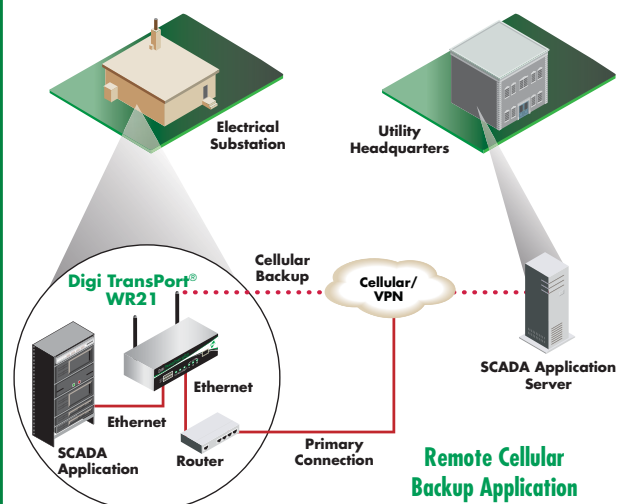 Electrical
Substation
Utility
Headquarters
Cellular
Backup
Cellular/
VPN
Digi TransPort®
WR21
SCADA Application
Server
Ethernet
Ethernet
SCADA
Application
Router
Primary
Connection
Remote Cellular
Backup Application